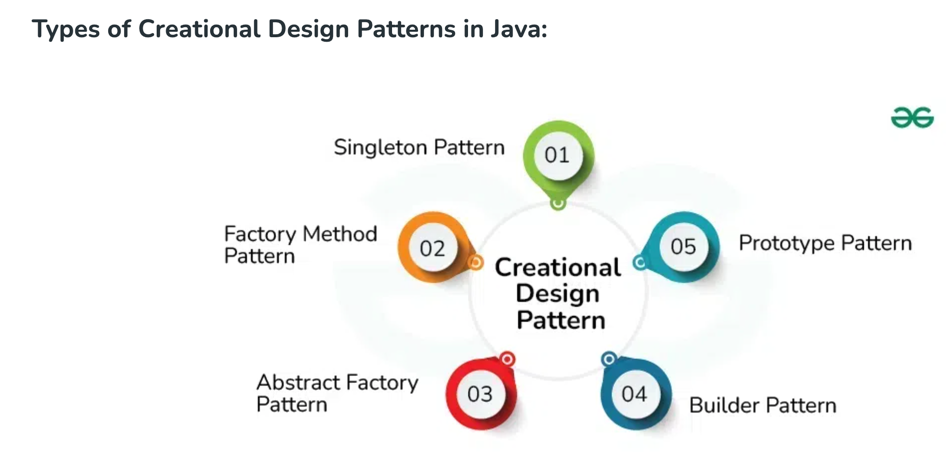 Types of Creational Design Patterns in Java:
Singleton Pattern
01
Factory Method
Pattern
02
Creational
Design
Pattern
05
Prototype Pattern
Abstract Factory
Pattern
03
04
Builder Pattern